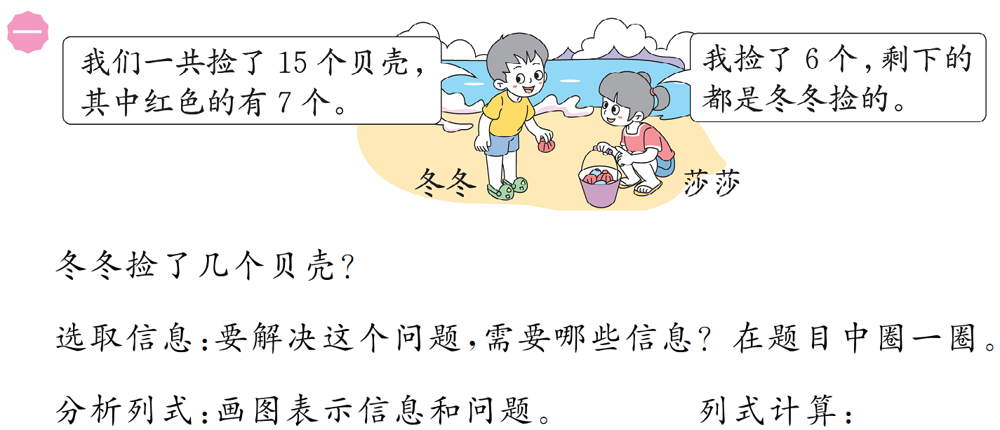 一
我们一共捡了 15 个贝壳，
其中红色的有 7 个。
我捡了 6 个，剩下的
都是冬冬捡的。
冬冬
莎莎
冬冬捡了几个贝壳？
选取信息：要解决这个问题，需要哪些信息？在题目中圈一圈。
分析列式：画图表示信息和问题。 列式计算：